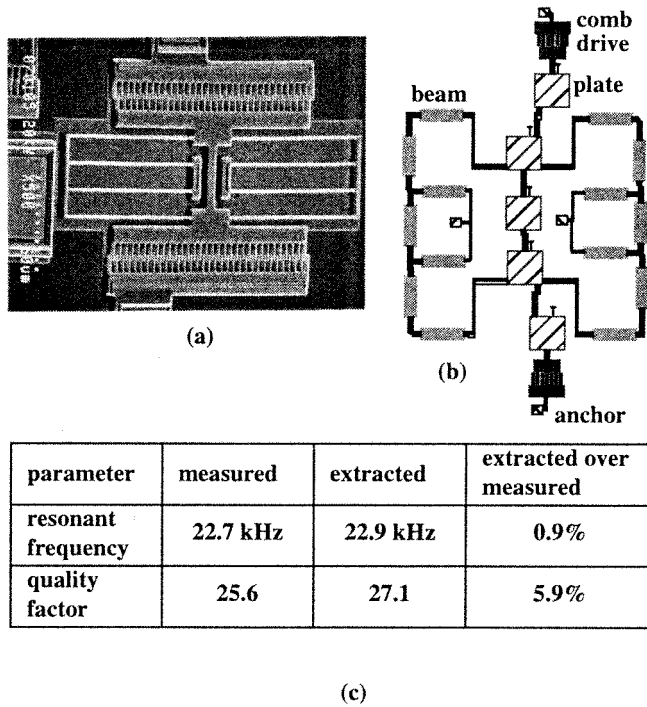 comb
drive
plate
beam
(a)
(b)
anchor
parameter measured extracted extracted over measured
resonant frequency 22.7 kHz 22.9 kHz 0.9%
quality factor 25.6 27.1 5.9%
(c)